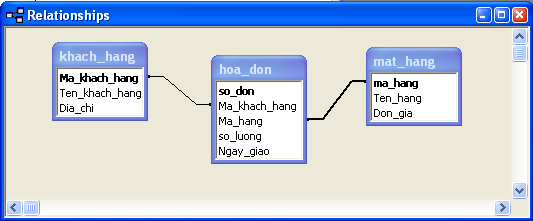 Relationships
khach_hang
Ma_khach_hang
Ten_khach_hang
Dia_chi
hoa_don
so_don
Ma_khach_hang
Ma_hang
so_luong
Ngay_giao
mat_hang
ma_hang
Ten_hang
Don_gia